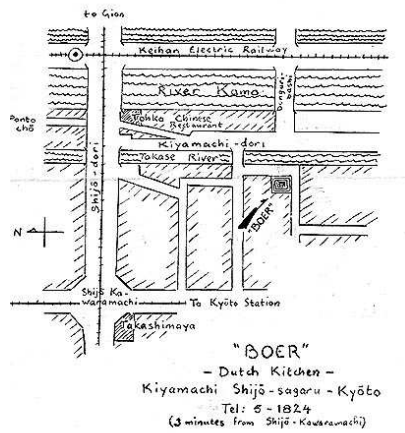 to Gion
Keihan Electric Railway
River Kamo
Donguri-bashi
Tohka Chinese
Restaurant
Ponto
chō
Kiyamachi-dori
Takase River
Shijō-dori
N
"BOER"
Shijō Ka-
waramachi
To Kyōto Station
Takashimaya
"BOER"
- Dutch Kitchen -
Kiyamachi Shijō-sagaru-Kyōto
Tel: 5-1824
(3 minutes from Shijō-Kawaramachi)